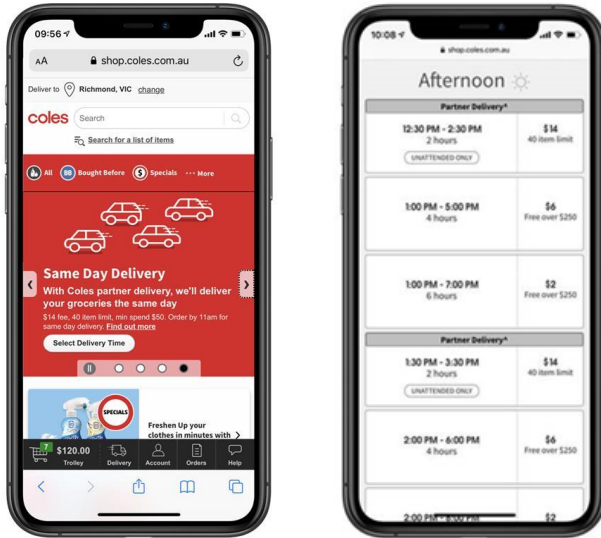 09:56
AA shop.coles.com.au
Deliver to Richmond, VIC change
coles Search
Search for a list of items
All BB Bought Before $ Specials ... More
Same Day Delivery
With Coles partner delivery, we'll deliver
your groceries the same day
$14 fee, 40 item limit, min spend $50. Order by 11am for
same day delivery. Find out more
Select Delivery Time
SPECIALS
Freshen Up your
clothes in minutes with
7
$120.00
Trolley Delivery Account Orders Help
10:08
shop.coles.com.au
Afternoon
Partner Delivery^
12:30 PM - 2:30 PM $14
2 hours 40 item limit
UNATTENDED ONLY
1:00 PM - 5:00 PM $6
4 hours Free over $250
1:00 PM - 7:00 PM $2
6 hours Free over $250
Partner Delivery^
1:30 PM - 3:30 PM $14
2 hours 40 item limit
UNATTENDED ONLY
2:00 PM - 6:00 PM $6
4 hours Free over $250
2:00 PM - 8:00 PM $2